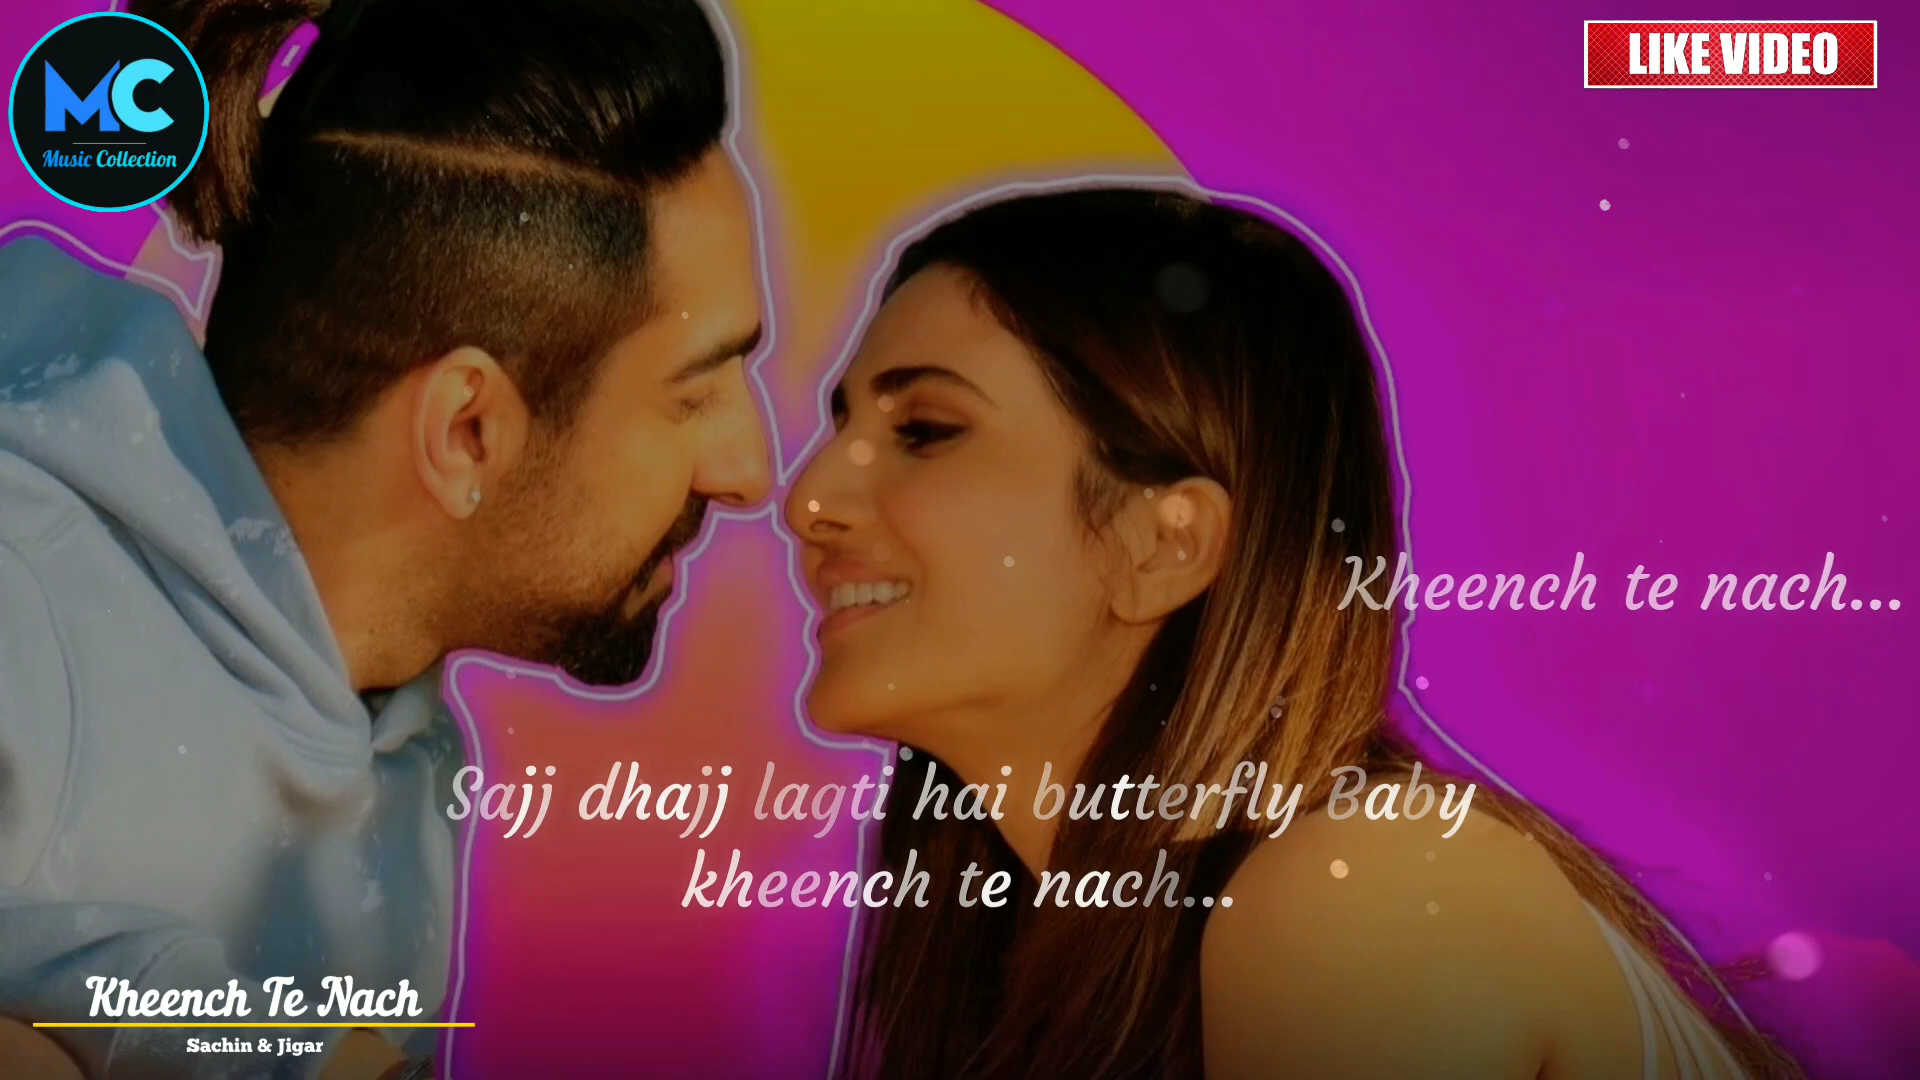 MC
Music Collection
LIKE VIDEO
Kheench te nach...
Sajj dhajj lagti hai butterfly Baby
kheench te nach...
Kheench Te Nach
Sachin & Jigar